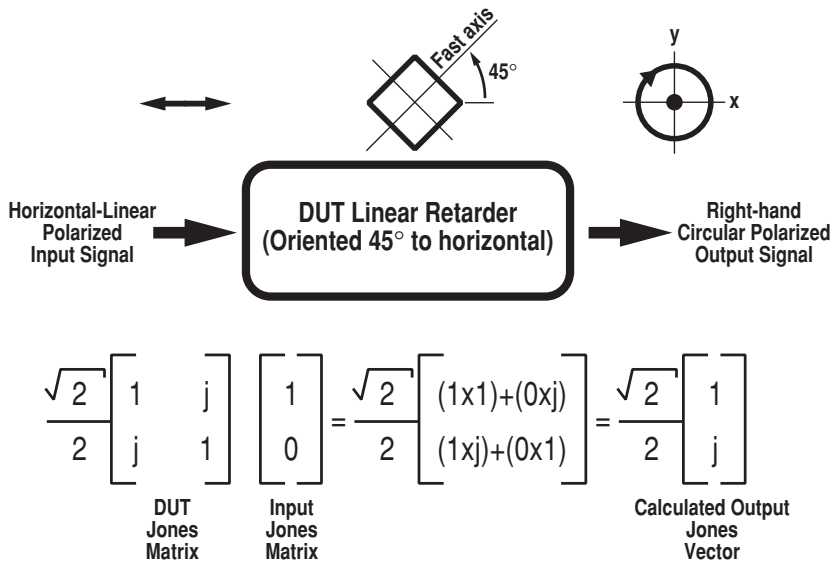 Fast axis
45°
y
x
Horizontal-Linear
Polarized
Input Signal
DUT Linear Retarder
(Oriented 45° to horizontal)
Right-hand
Circular Polarized
Output Signal
√2 1 j 1 √2 (1x1)+(0xj) √2 1
= =
2 j 1 0 2 (1xj)+(0x1) 2 j
DUT
Jones
Matrix
Input
Jones
Matrix
Calculated Output
Jones
Vector